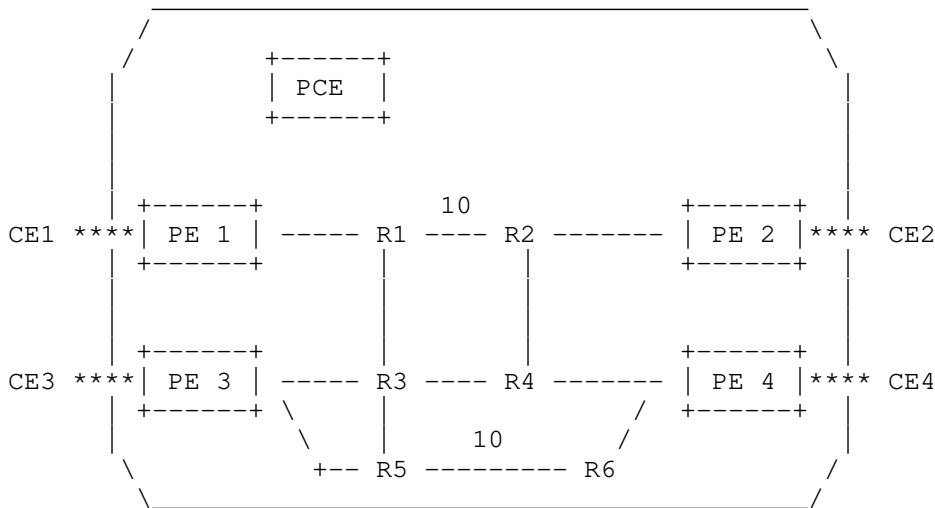 PCE
10
CE1 **** PE 1 ----- R1 ---- R2 ------- PE 2 **** CE2
CE3 **** PE 3 ----- R3 ---- R4 ------- PE 4 **** CE4
10
+-- R5 --------- R6